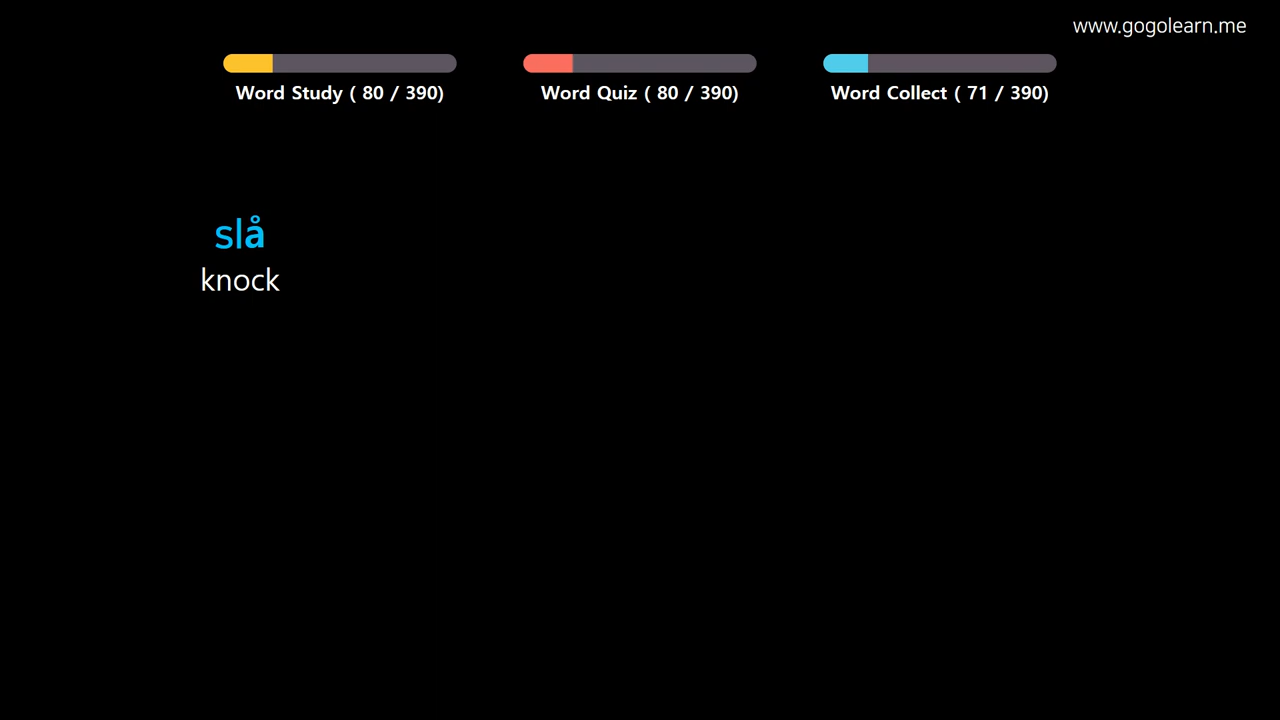 www.gogolearn.me
Word Study ( 80 / 390)
Word Quiz ( 80 / 390)
Word Collect ( 71 / 390)
slå
knock